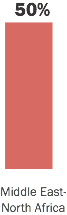 50%
Middle East-
North Africa